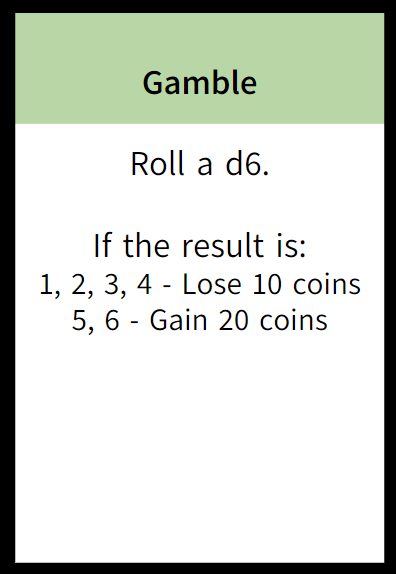 Gamble
Roll a d6.
If the result is:
1, 2, 3, 4 - Lose 10 coins
5, 6 - Gain 20 coins